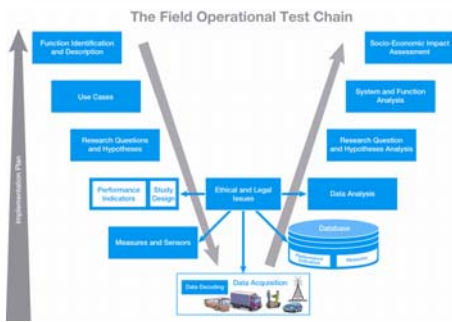 The Field Operational Test Chain
Function Identification
and Description
Socio-Economic Impact
Assessment
Use Cases
System and Function
Analysis
Research Questions
and Hypotheses
Research Question
and Hypotheses Analysis
Performance
Indicators
Study
Design
Ethical and Legal
Issues
Data Analysis
Measures and Sensors
Database
Performance
Indicators
Measures
Data Decoding
Data Acquisition
Implementation Plan